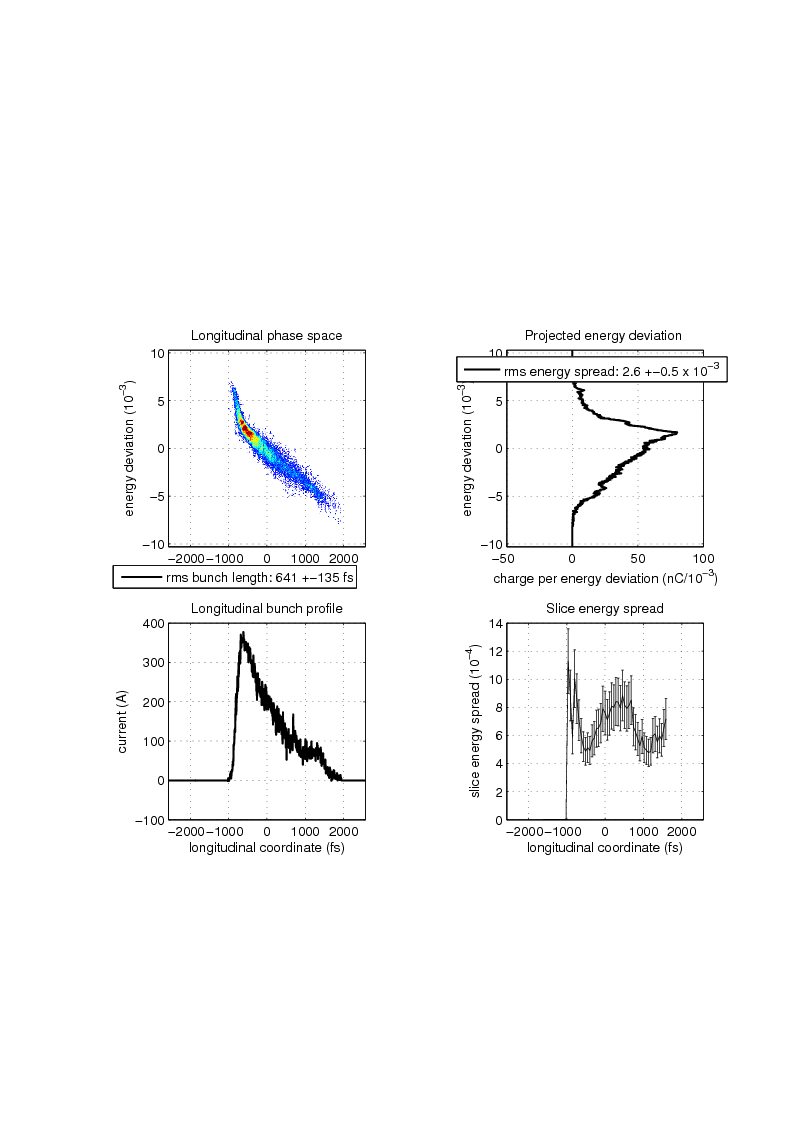 Longitudinal phase space
10
5
0
−5
−10
energy deviation (10⁻³)
−2000 −1000 0 1000 2000
rms bunch length: 641 +−135 fs
Projected energy deviation
10
5
0
−5
−10
energy deviation (10⁻³
rms energy spread: 2.6 +−0.5 x 10⁻³
−50 0 50 100
charge per energy deviation (nC/10⁻³)
Longitudinal bunch profile
400
300
200
100
0
−100
current (A)
−2000 −1000 0 1000 2000
longitudinal coordinate (fs)
Slice energy spread
14
12
10
8
6
4
2
0
slice energy spread (10⁻⁴)
−2000 −1000 0 1000 2000
longitudinal coordinate (fs)